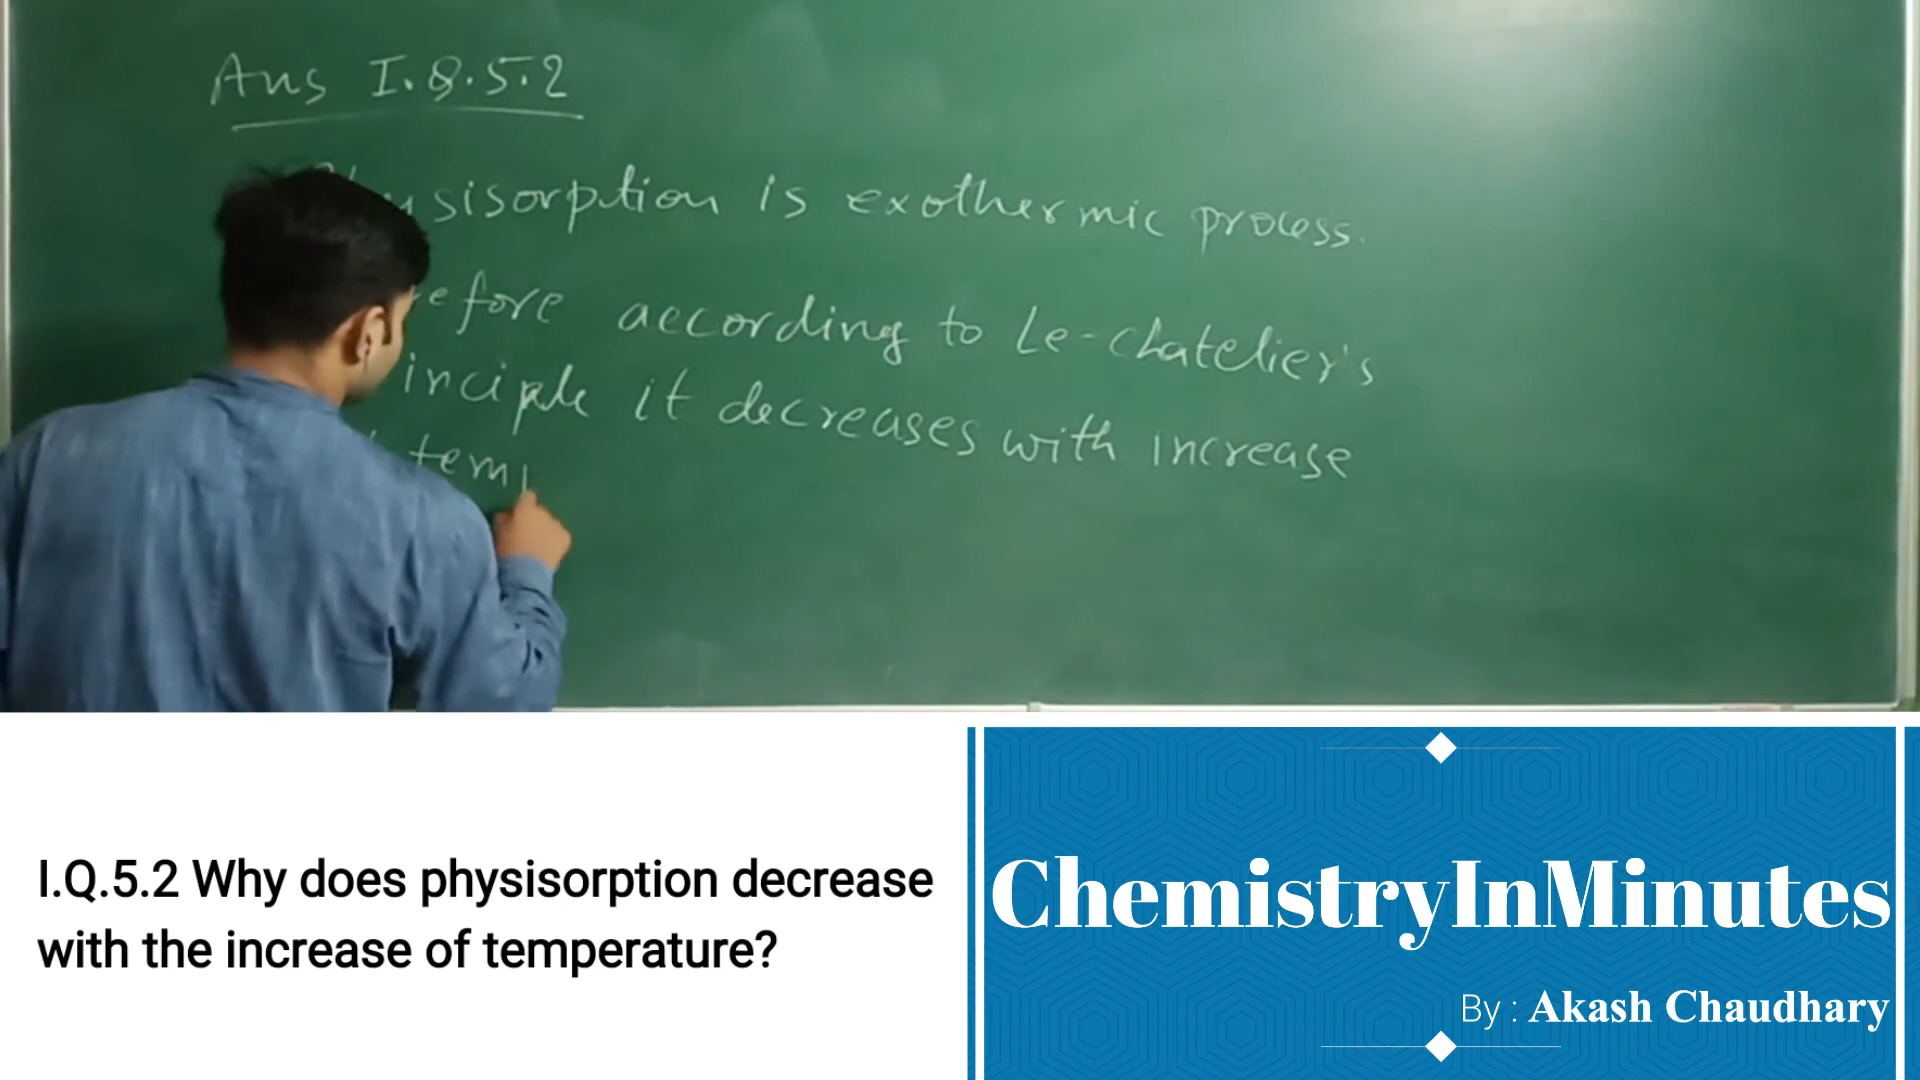 Ans I.Q.5.2
sisorption is exothermic process.
efore according to Le-chatelier's
inciple it decreases with increase
temp
I.Q.5.2 Why does physisorption decrease
with the increase of temperature?
ChemistryInMinutes
By : Akash Chaudhary